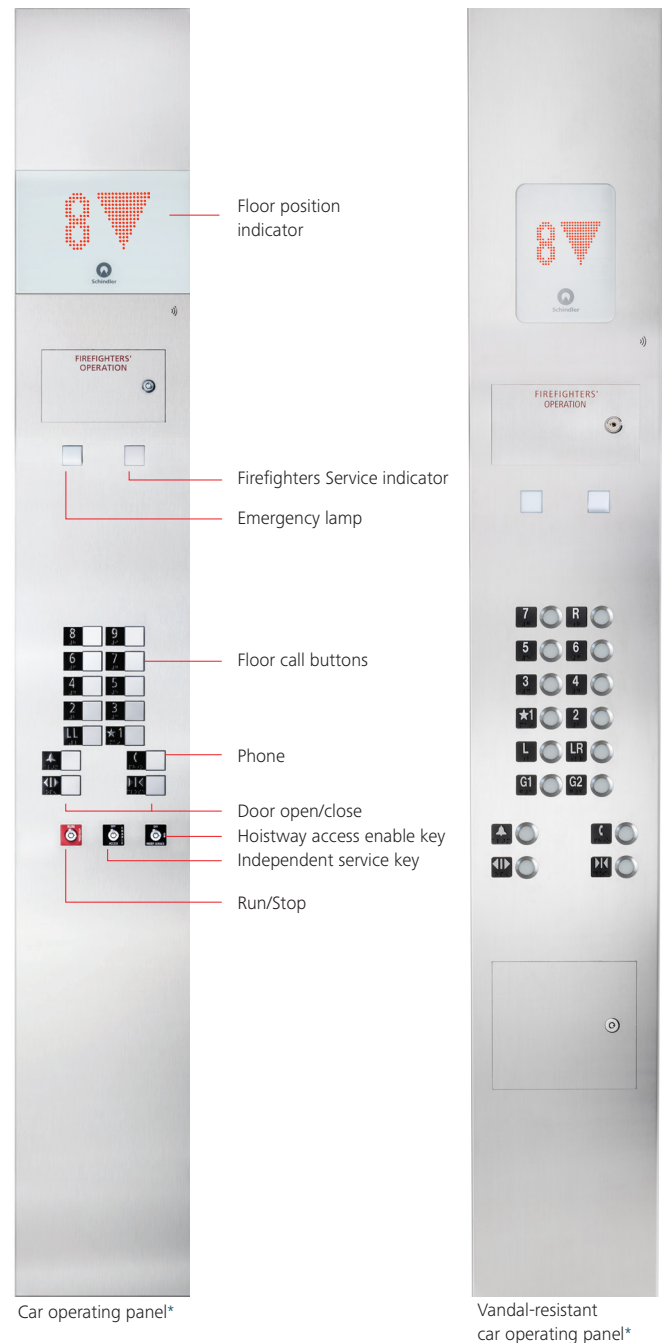 8
Schindler
FIREFIGHTERS'
OPERATION
8 9
6 7
4 5
2 3
LL ★1
Floor position
indicator
Firefighters Service indicator
Emergency lamp
Floor call buttons
Phone
Door open/close
Hoistway access enable key
Independent service key
Run/Stop
Car operating panel*
8
Schindler
FIREFIGHTERS'
OPERATION
7 R
5 6
3 4
★1 2
L LR
G1 G2
Vandal-resistant
car operating panel*